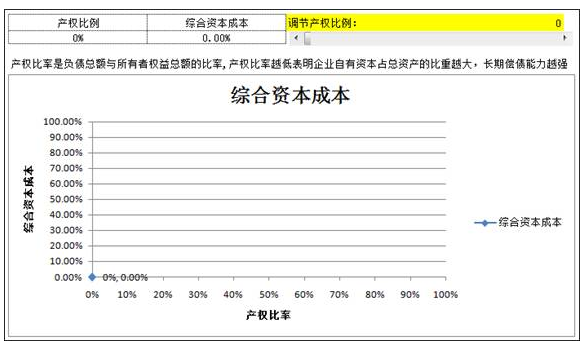 产权比例 综合资本成本 调节产权比例： 0
0% 0.00%
产权比率是负债总额与所有者权益总额的比率,产权比率越低表明企业自有资本占总资产的比重越大，长期偿债能力越强
综合资本成本
100.00%
90.00%
80.00%
70.00%
60.00%
50.00%
40.00%
30.00%
20.00%
10.00%
0.00%
综合资本成本
0%, 0.00%
综合资本成本
0% 10% 20% 30% 40% 50% 60% 70% 80% 90% 100%
产权比率